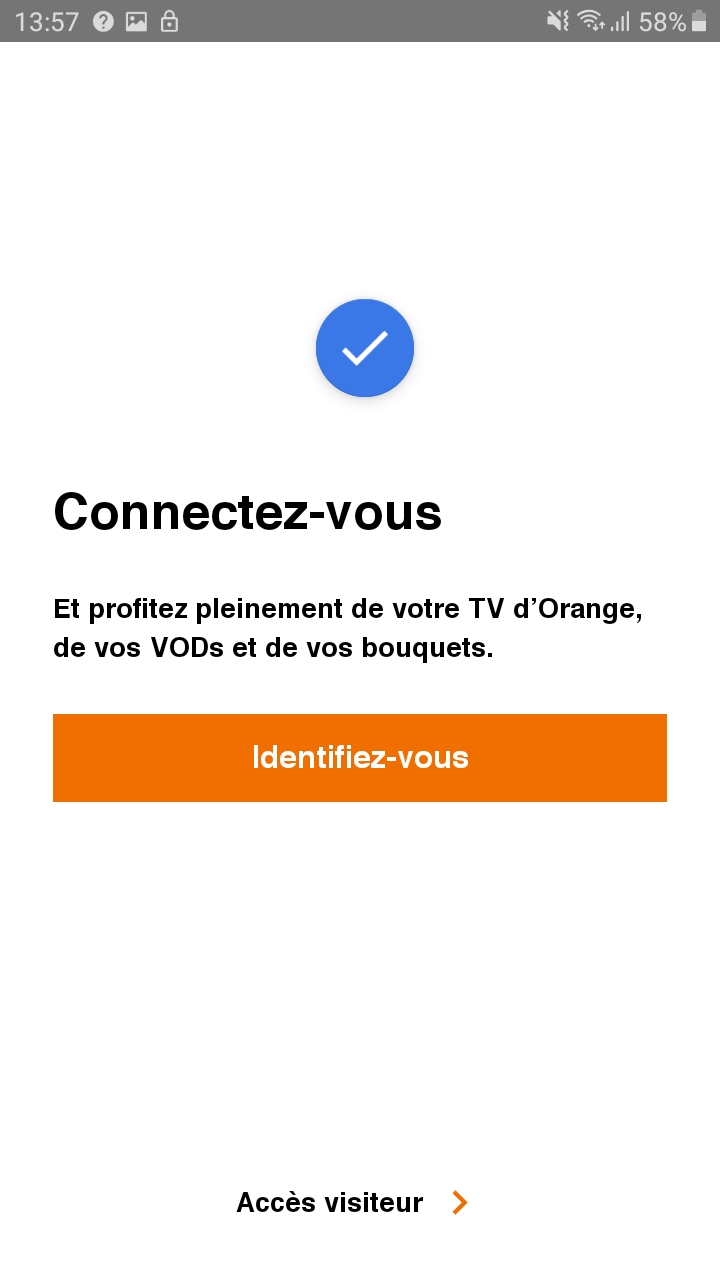 13:57 58%
Connectez-vous
Et profitez pleinement de votre TV d’Orange,
de vos VODs et de vos bouquets.
Identifiez-vous
Accès visiteur